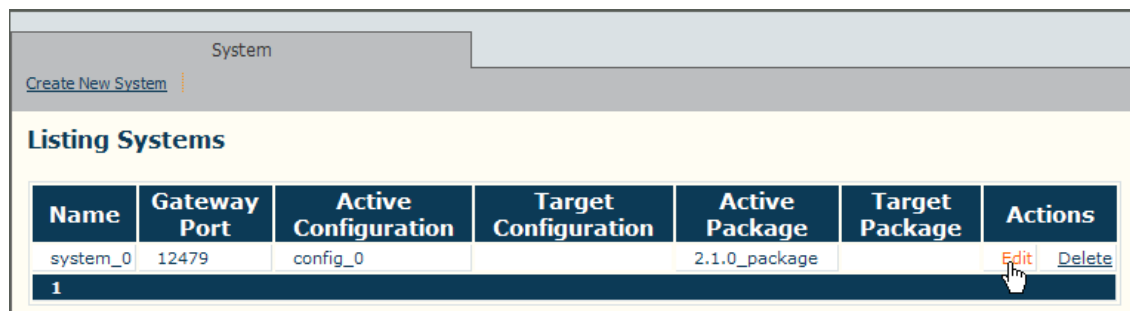 System
Create New System
Listing Systems
Name Gateway Port Active Configuration Target Configuration Active Package Target Package Actions
system_0 12479 config_0 2.1.0_package Edit Delete
1